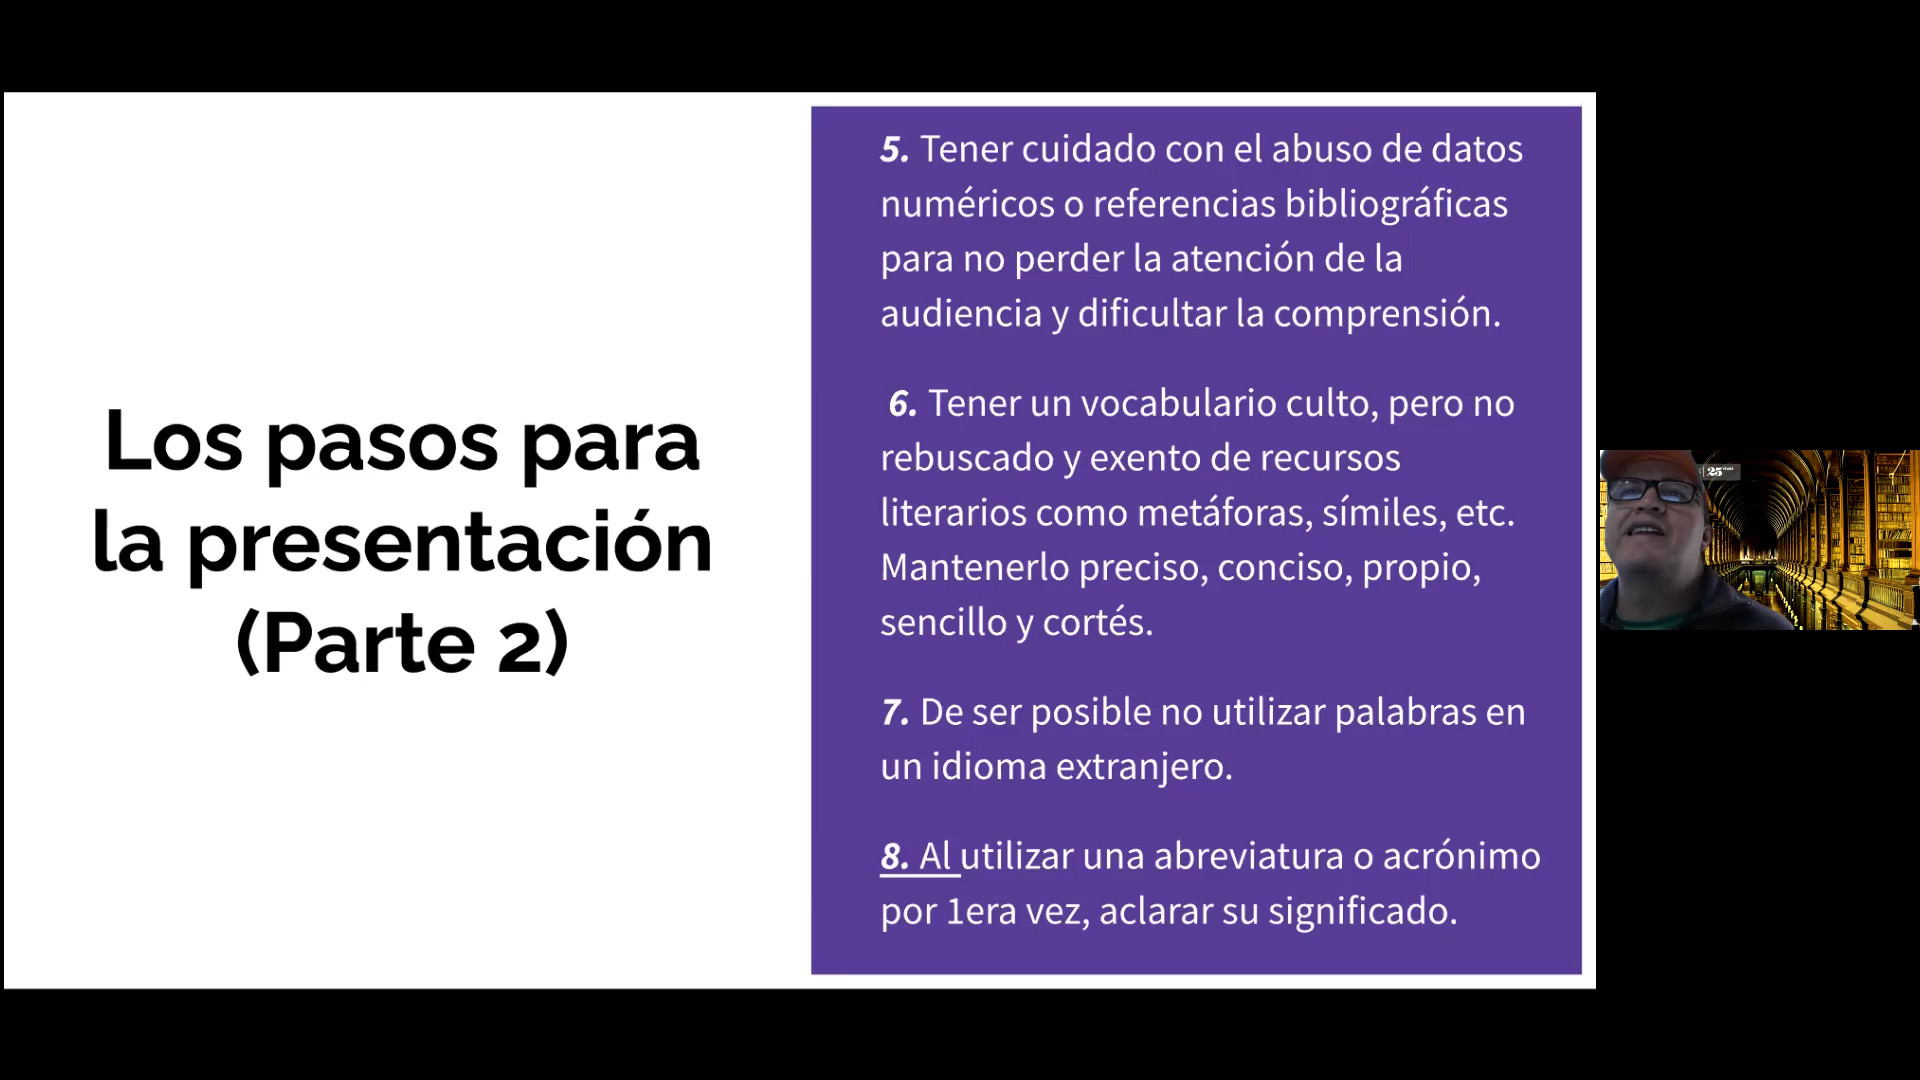 Los pasos para
la presentación
(Parte 2)
5. Tener cuidado con el abuso de datos
numéricos o referencias bibliográficas
para no perder la atención de la
audiencia y dificultar la comprensión.
6. Tener un vocabulario culto, pero no
rebuscado y exento de recursos
literarios como metáforas, símiles, etc.
Mantenerlo preciso, conciso, propio,
sencillo y cortés.
7. De ser posible no utilizar palabras en
un idioma extranjero.
8. Al utilizar una abreviatura o acrónimo
por 1era vez, aclarar su significado.
25